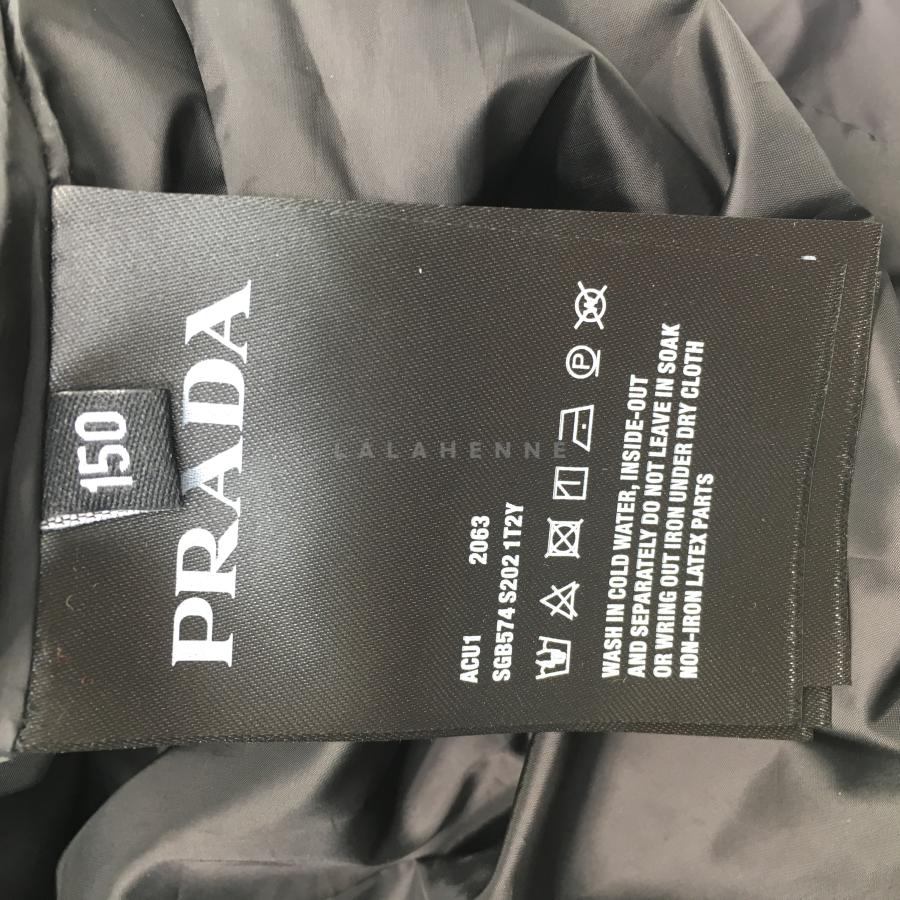 150
PRADA
ACU1 2063
SGB574 S202 1T2Y
P
WASH IN COLD WATER, INSIDE-OUT
AND SEPARATELY DO NOT LEAVE IN SOAK
OR WRING OUT IRON UNDER DRY CLOTH
NON-IRON LATEX PARTS
LALAHENNE